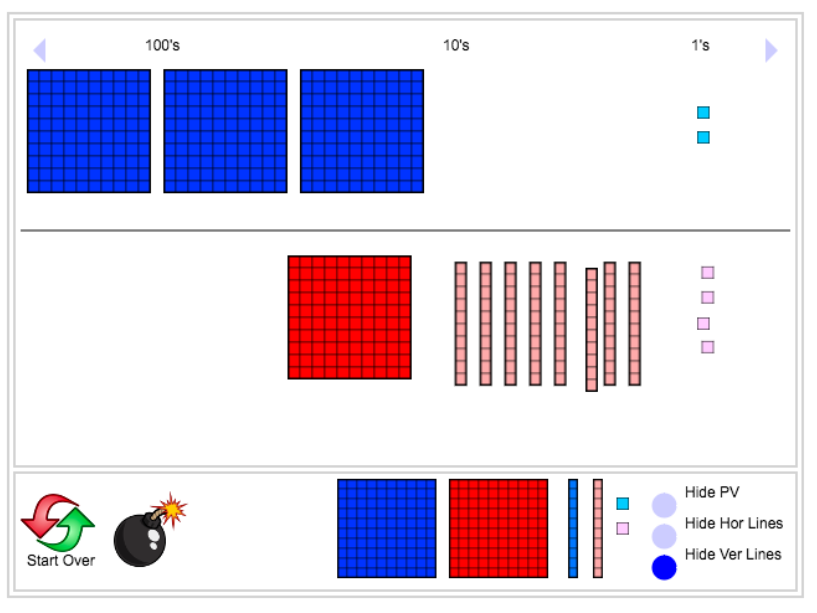 100's 10's 1's
Hide PV
Hide Hor Lines
Hide Ver Lines
Start Over